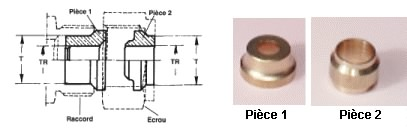 Pièce 1
Pièce 2
T
TR
TR
T
Raccord
Ecrou
Pièce 1
Pièce 2